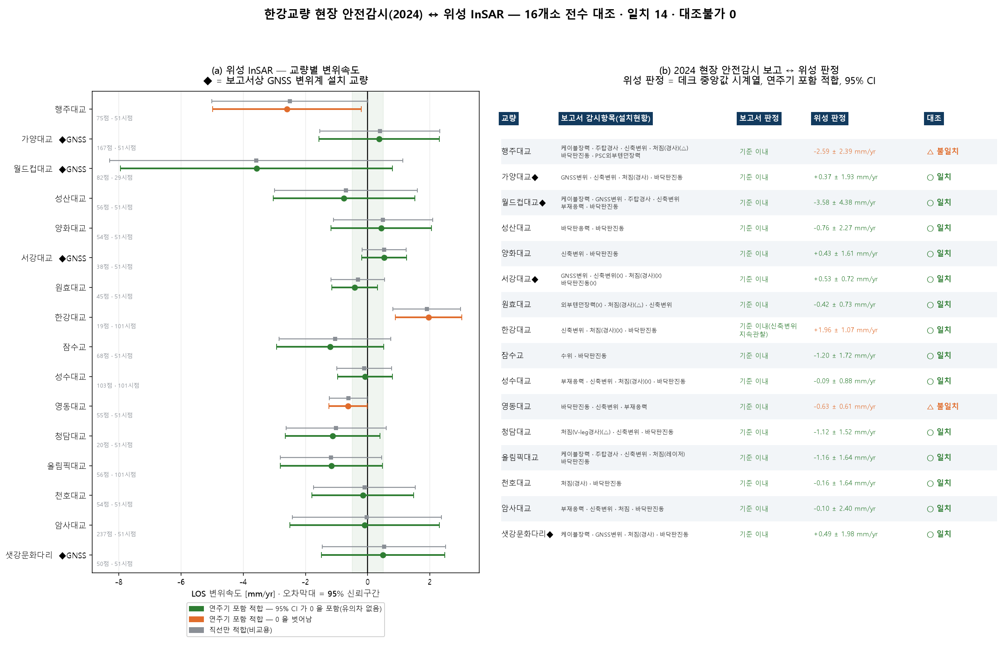 한강교량 현장 안전감시(2024) ↔ 위성 InSAR — 16개소 전수 대조 · 일치 14 · 대조불가 0
(a) 위성 InSAR — 교량별 변위속도
◆ = 보고서상 GNSS 변위계 설치 교량
행주대교
75점 · 51시점
가양대교 ◆GNSS
167점 · 51시점
월드컵대교 ◆GNSS
82점 · 29시점
성산대교
56점 · 51시점
양화대교
54점 · 51시점
서강대교 ◆GNSS
38점 · 51시점
원효대교
45점 · 51시점
한강대교
19점 · 101시점
잠수교
68점 · 51시점
성수대교
103점 · 101시점
영동대교
55점 · 51시점
청담대교
20점 · 51시점
올림픽대교
56점 · 101시점
천호대교
54점 · 51시점
암사대교
237점 · 51시점
샛강문화다리 ◆GNSS
50점 · 51시점
-8 -6 -4 -2 0 2
LOS 변위속도 [mm/yr] · 오차막대 = 95% 신뢰구간
연주기 포함 적합 — 95% CI 가 0 을 포함(유의차 없음)
연주기 포함 적합 — 0 을 벗어남
직선만 적합(비교용)
(b) 2024 현장 안전감시 보고 ↔ 위성 판정
위성 판정 = 데크 중앙값 시계열, 연주기 포함 적합, 95% CI
교량 보고서 감시항목(설치현황) 보고서 판정 위성 판정 대조
행주대교 케이블장력 · 주탑경사 · 신축변위 · 처짐(경사)(△) 기준 이내 -2.59 ± 2.39 mm/yr △ 불일치
바닥판진동 · PSC외부텐던장력
가양대교◆ GNSS변위 · 신축변위 · 처짐(경사) · 바닥판진동 기준 이내 +0.37 ± 1.93 mm/yr ○ 일치
월드컵대교◆ 케이블장력 · GNSS변위 · 주탑경사 · 신축변위 기준 이내 -3.58 ± 4.38 mm/yr ○ 일치
부재응력 · 바닥판진동
성산대교 바닥판응력 · 바닥판진동 기준 이내 -0.76 ± 2.27 mm/yr ○ 일치
양화대교 신축변위 · 바닥판진동 기준 이내 +0.43 ± 1.61 mm/yr ○ 일치
서강대교◆ GNSS변위 · 신축변위(X) · 처짐(경사)(X) 기준 이내 +0.53 ± 0.72 mm/yr ○ 일치
바닥판진동(X)
원효대교 외부텐던장력(X) · 처짐(경사)(△) · 신축변위 기준 이내 -0.42 ± 0.73 mm/yr ○ 일치
한강대교 신축변위 · 처짐(경사)(X) · 바닥판진동 기준 이내(신축변위 +1.96 ± 1.07 mm/yr ○ 일치
지속관찰)
잠수교 수위 · 바닥판진동 기준 이내 -1.20 ± 1.72 mm/yr ○ 일치
성수대교 부재응력 · 신축변위 · 처짐(경사)(X) · 바닥판진동 기준 이내 -0.09 ± 0.88 mm/yr ○ 일치
영동대교 바닥판진동 · 신축변위 · 부재응력 기준 이내 -0.63 ± 0.61 mm/yr △ 불일치
청담대교 처짐(V-leg경사)(△) · 신축변위 · 바닥판진동 기준 이내 -1.12 ± 1.52 mm/yr ○ 일치
올림픽대교 케이블장력 · 주탑경사 · 신축변위 · 처짐(레이저) 기준 이내 -1.16 ± 1.64 mm/yr ○ 일치
바닥판진동
천호대교 처짐(경사) · 바닥판진동 기준 이내 -0.16 ± 1.64 mm/yr ○ 일치
암사대교 부재응력 · 신축변위 · 처짐 · 바닥판진동 기준 이내 -0.10 ± 2.40 mm/yr ○ 일치
샛강문화다리◆ 케이블장력 · GNSS변위 · 처짐(경사) · 바닥판진동 기준 이내 +0.49 ± 1.98 mm/yr ○ 일치